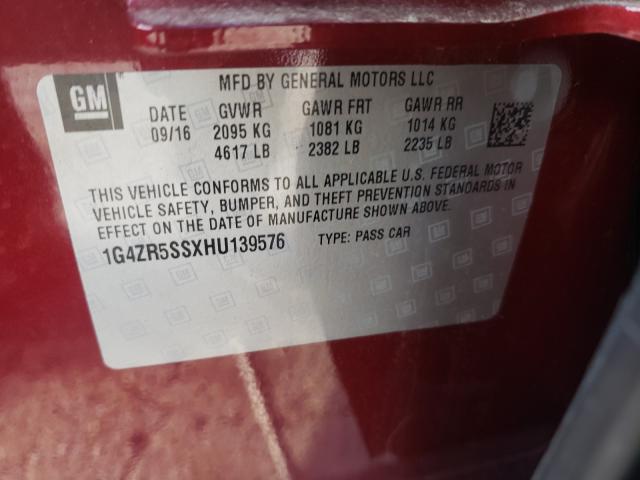 GM
MFD BY GENERAL MOTORS LLC
DATE GVWR GAWR FRT GAWR RR
09/16 2095 KG 1081 KG 1014 KG
4617 LB 2382 LB 2235 LB
THIS VEHICLE CONFORMS TO ALL APPLICABLE U.S. FEDERAL MOTOR
VEHICLE SAFETY, BUMPER, AND THEFT PREVENTION STANDARDS IN
EFFECT ON THE DATE OF MANUFACTURE SHOWN ABOVE.
1G4ZR5SSXHU139576 TYPE: PASS CAR